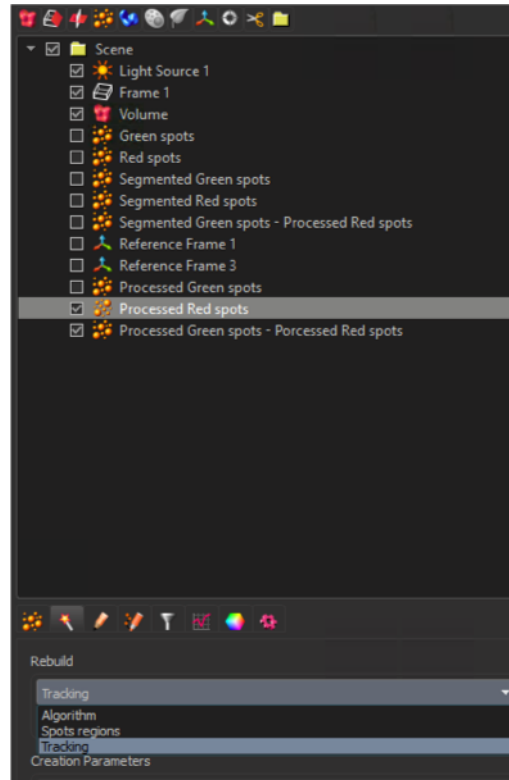 Scene
Light Source 1
Frame 1
Volume
Green spots
Red spots
Segmented Green spots
Segmented Red spots
Segmented Green spots - Processed Red spots
Reference Frame 1
Reference Frame 3
Processed Green spots
Processed Red spots
Processed Green spots - Porcessed Red spots
Rebuild
Tracking
Algorithm
Spots regions
Tracking
Creation Parameters